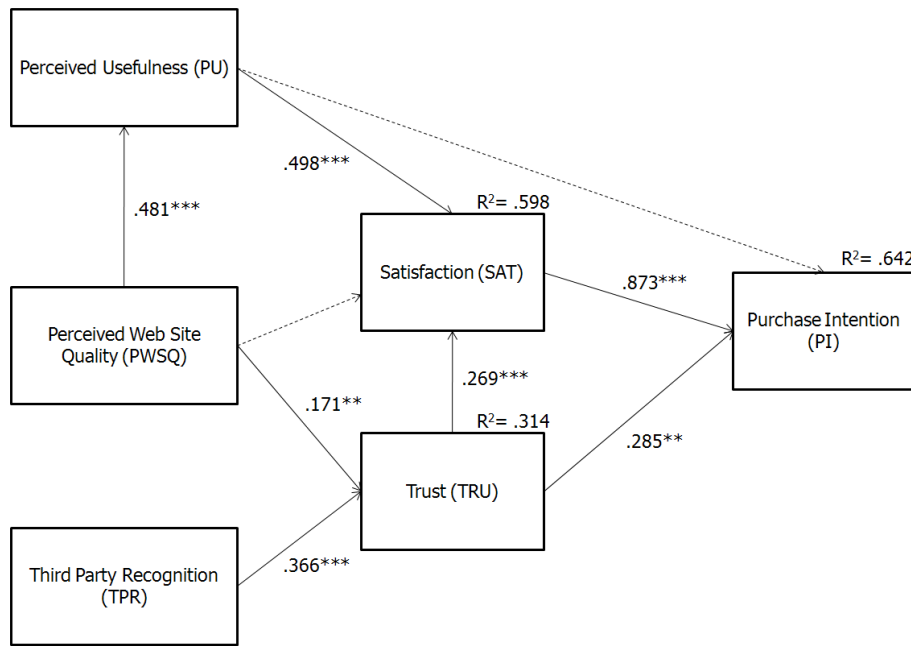 Perceived Usefulness (PU)
.498***
R²= .598
.481***
Satisfaction (SAT)
R²= .642
.873***
Purchase Intention
(PI)
Perceived Web Site
Quality (PWSQ)
.269***
.171**
R²= .314
.285**
Trust (TRU)
Third Party Recognition
(TPR)
.366***